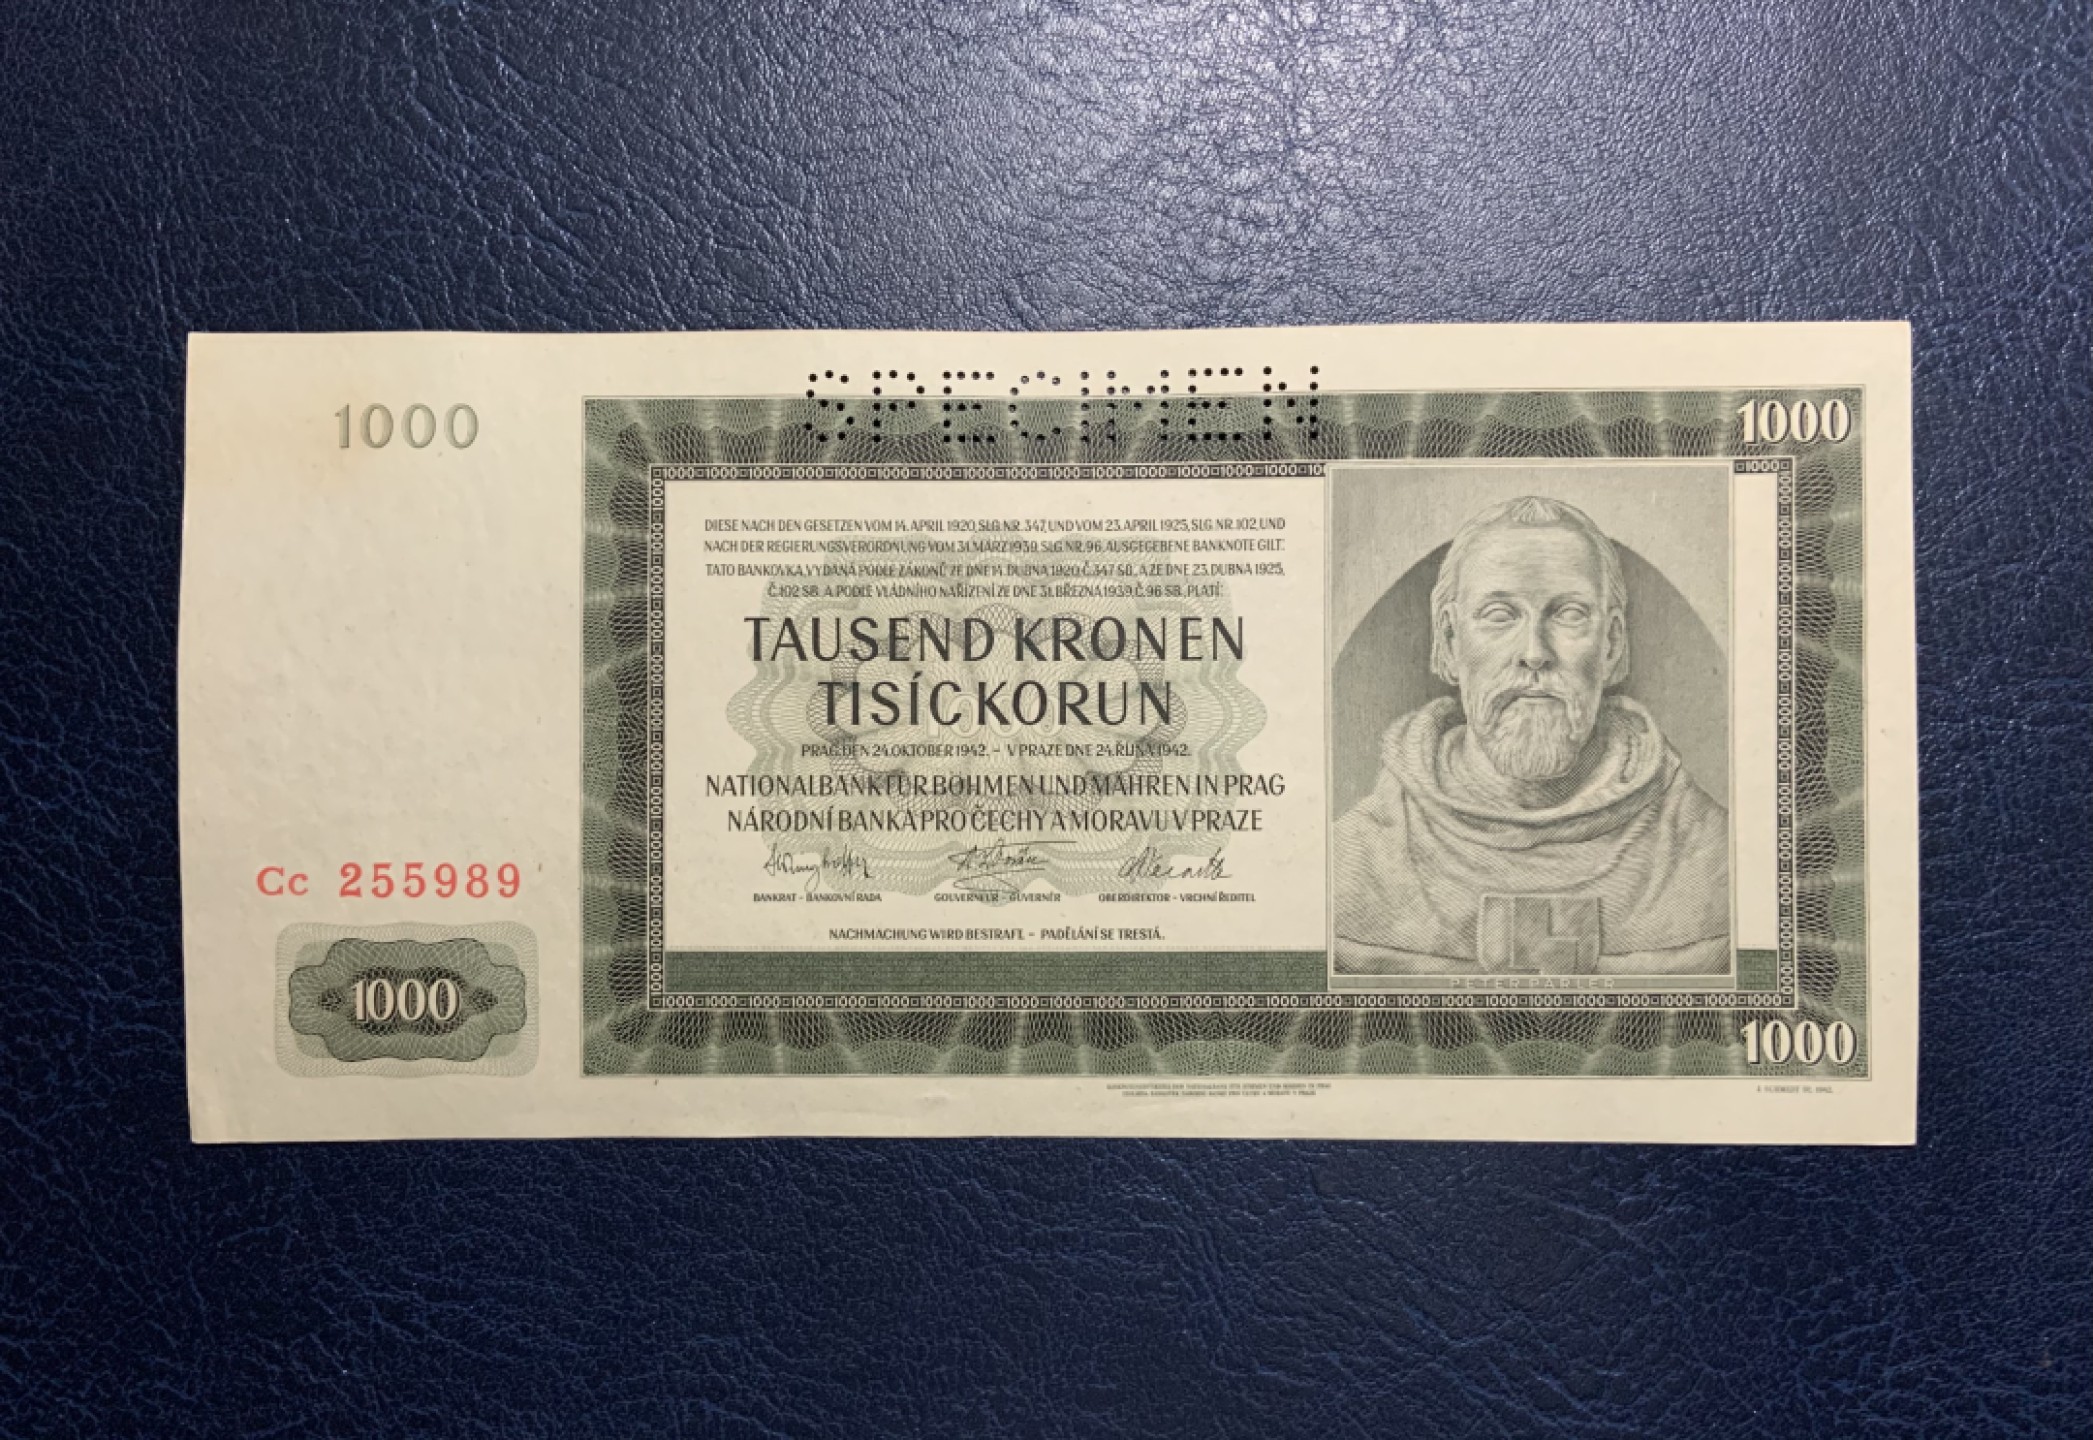 SPECIMEN
1000
1000
DIESE NACH DEN GESETZEN VOM 14. APRIL 1920, SLG. NR. 347, UND VOM 23. APRIL 1925, SLG. NR. 102, UND
NACH DER REGIERUNGSVERORDNUNG VOM 31. MÄRZ 1939, SLG. NR. 96, AUSGEGEBENE BANKNOTE GILT:
TATO BANKOVKA, VYDANÁ PODLE ZÁKONŮ ZE DNE 14. DUBNA 1920, Č. 347 SB., A ZE DNE 23. DUBNA 1925,
Č. 102 SB. A PODLE VLÁDNÍHO NAŘÍZENÍ ZE DNE 31. BŘEZNA 1939, Č. 96 SB., PLATÍ:
TAUSEND KRONEN
TISÍC KORUN
PRAG, DEN 24. OKTOBER 1942. – V PRAZE DNE 24. ŘÍJNA 1942.
NATIONALBANK FÜR BÖHMEN UND MÄHREN IN PRAG
NÁRODNÍ BANKA PRO ČECHY A MORAVU V PRAZE
BANKRAT – BANKOVNÍ RADA GOUVERNEUR – GUVERNÉR OBERDIREKTOR – VRCHNÍ ŘEDITEL
NACHMACHUNG WIRD BESTRAFT. – PADĚLÁNÍ SE TRESTÁ.
Cc 255989
1000
PETER PARLER
1000